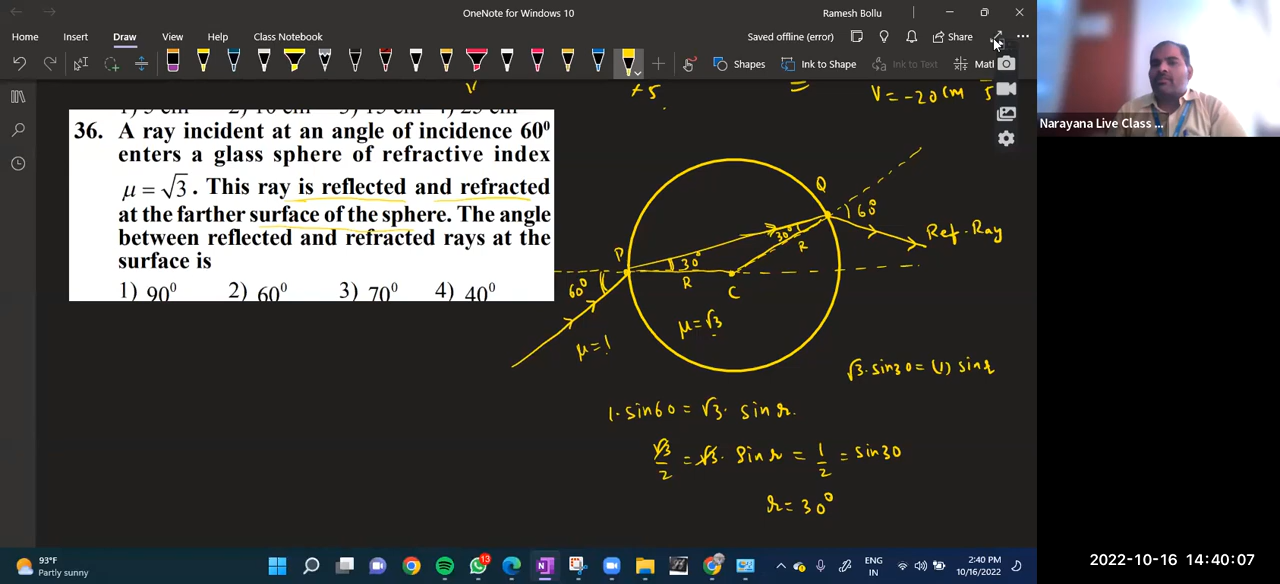 OneNote for Windows 10
Ramesh Bollu
Home Insert Draw View Help Class Notebook
Saved offline (error)
Share
Shapes
Ink to Shape
Ink to Text
Math
+5
V = -20 cm
5
36. A ray incident at an angle of incidence 60⁰
enters a glass sphere of refractive index
μ = √3. This ray is reflected and refracted
at the farther surface of the sphere. The angle
between reflected and refracted rays at the
surface is
1) 90⁰ 2) 60⁰ 3) 70⁰ 4) 40⁰
Q
60⁰
Ref. Ray
30⁰
R
P
30⁰
60⁰
R
C
μ = √3
μ = 1
√3. sin30 = (1) sin r
1. sin60 = √3. sin r.
√3/2 = √3. Sin r = 1/2 = sin30
r = 30⁰
Narayana Live Class ...
93°F
Partly sunny
13
ENG
IN
2:40 PM
10/16/2022
2022-10-16 14:40:07